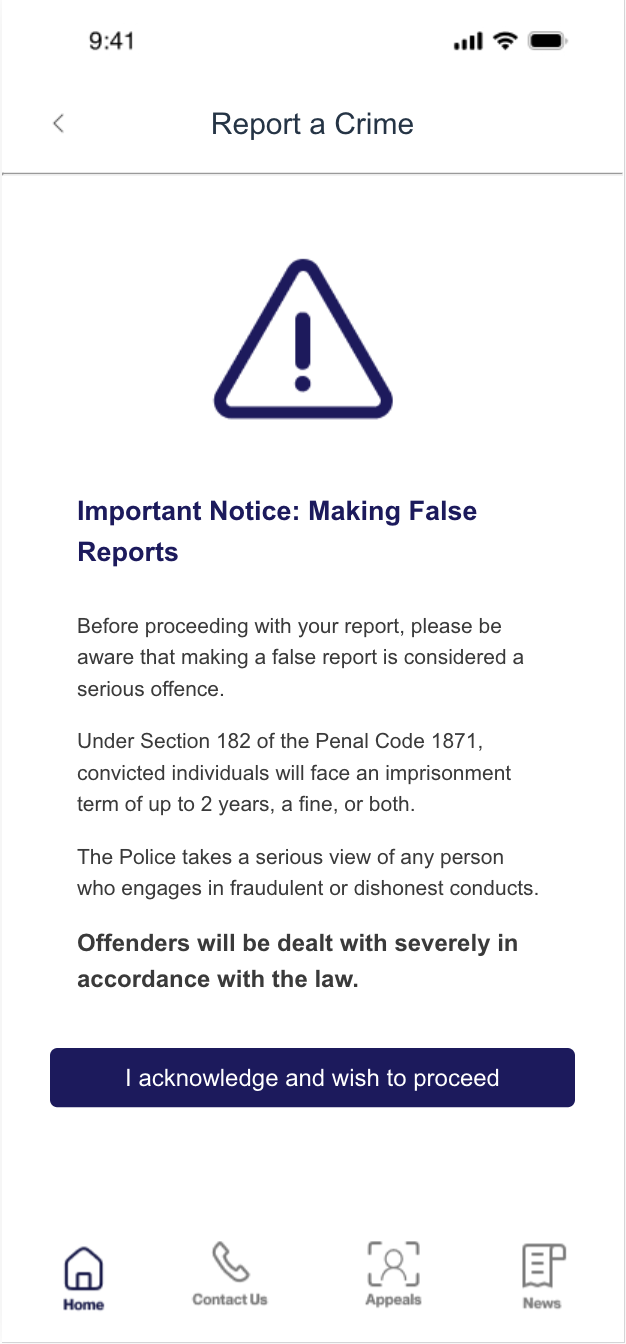 9:41
Report a Crime
Important Notice: Making False
Reports
Before proceeding with your report, please be
aware that making a false report is considered a
serious offence.
Under Section 182 of the Penal Code 1871,
convicted individuals will face an imprisonment
term of up to 2 years, a fine, or both.
The Police takes a serious view of any person
who engages in fraudulent or dishonest conducts.
Offenders will be dealt with severely in
accordance with the law.
I acknowledge and wish to proceed
Home
Contact Us
Appeals
News